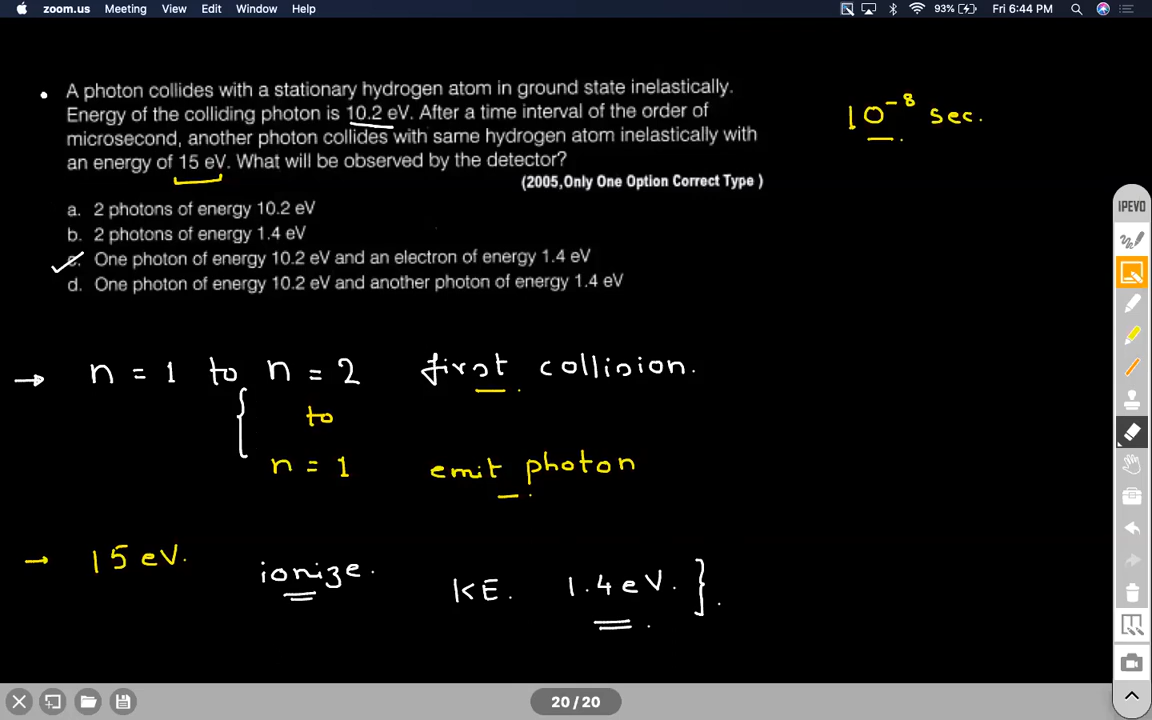 zoom.us Meeting View Edit Window Help 93% Fri 6:44 PM
• A photon collides with a stationary hydrogen atom in ground state inelastically.
Energy of the colliding photon is 10.2 eV. After a time interval of the order of
microsecond, another photon collides with same hydrogen atom inelastically with
an energy of 15 eV. What will be observed by the detector?
(2005,Only One Option Correct Type )
10⁻⁸ sec.
a. 2 photons of energy 10.2 eV
b. 2 photons of energy 1.4 eV
c. One photon of energy 10.2 eV and an electron of energy 1.4 eV
d. One photon of energy 10.2 eV and another photon of energy 1.4 eV
→ n = 1 to n = 2 first collision.
to
n = 1 emit photon
→ 15 eV. ionize. KE. 1.4 eV. }.
IPEVO
20/20